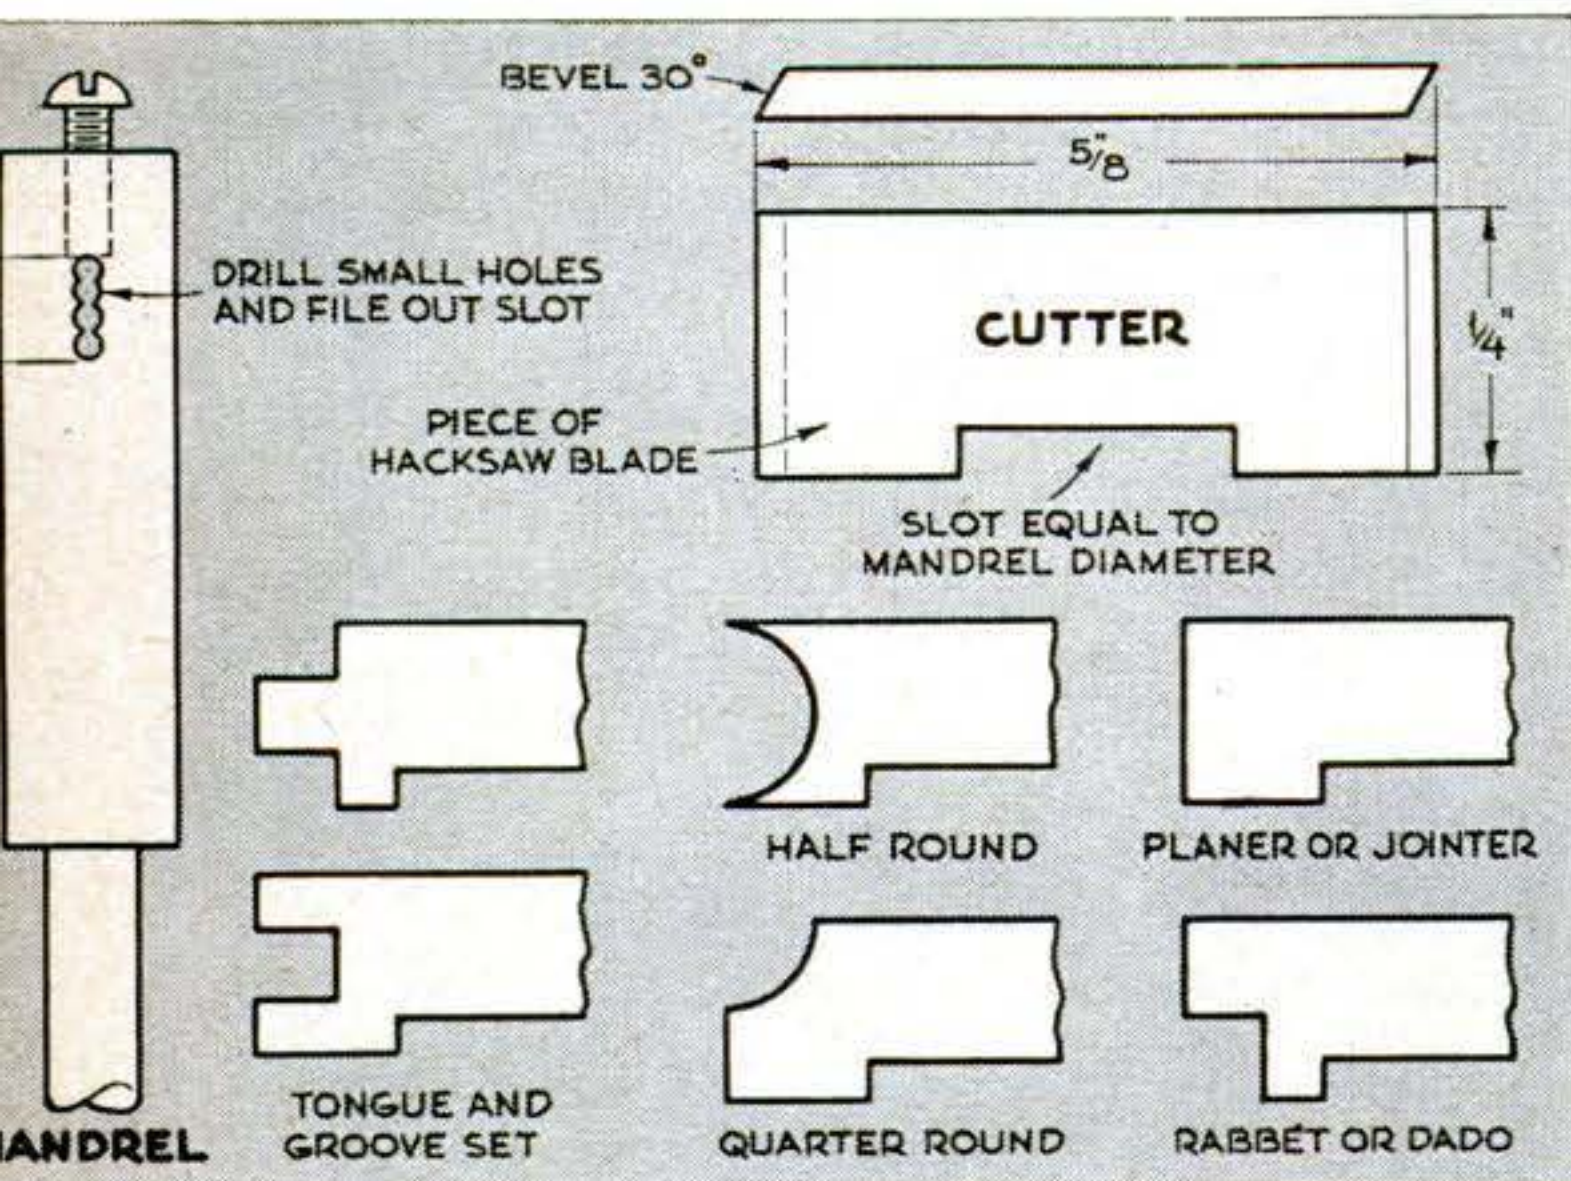 BEVEL 30°
5/8"
DRILL SMALL HOLES
AND FILE OUT SLOT
CUTTER
1/4"
PIECE OF
HACKSAW BLADE
SLOT EQUAL TO
MANDREL DIAMETER
HALF ROUND
PLANER OR JOINTER
TONGUE AND
GROOVE SET
QUARTER ROUND
RABBET OR DADO
MANDREL